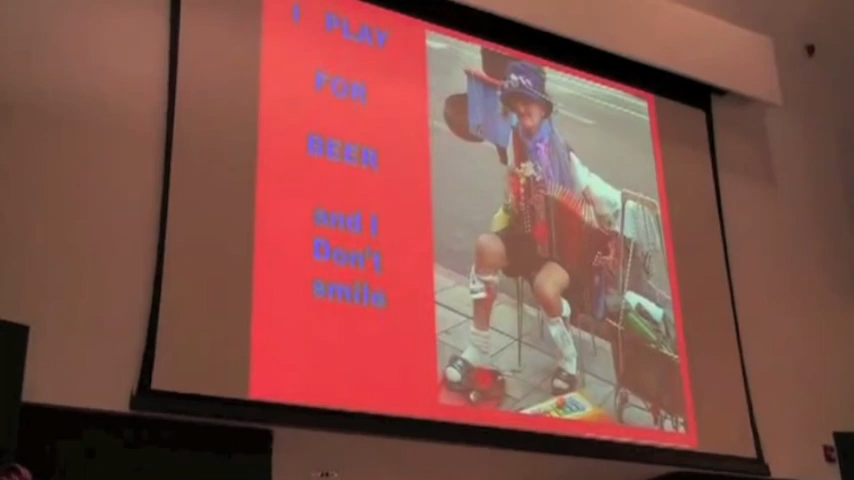 I PLAY
FOR
BEER
and I
Don't
smile